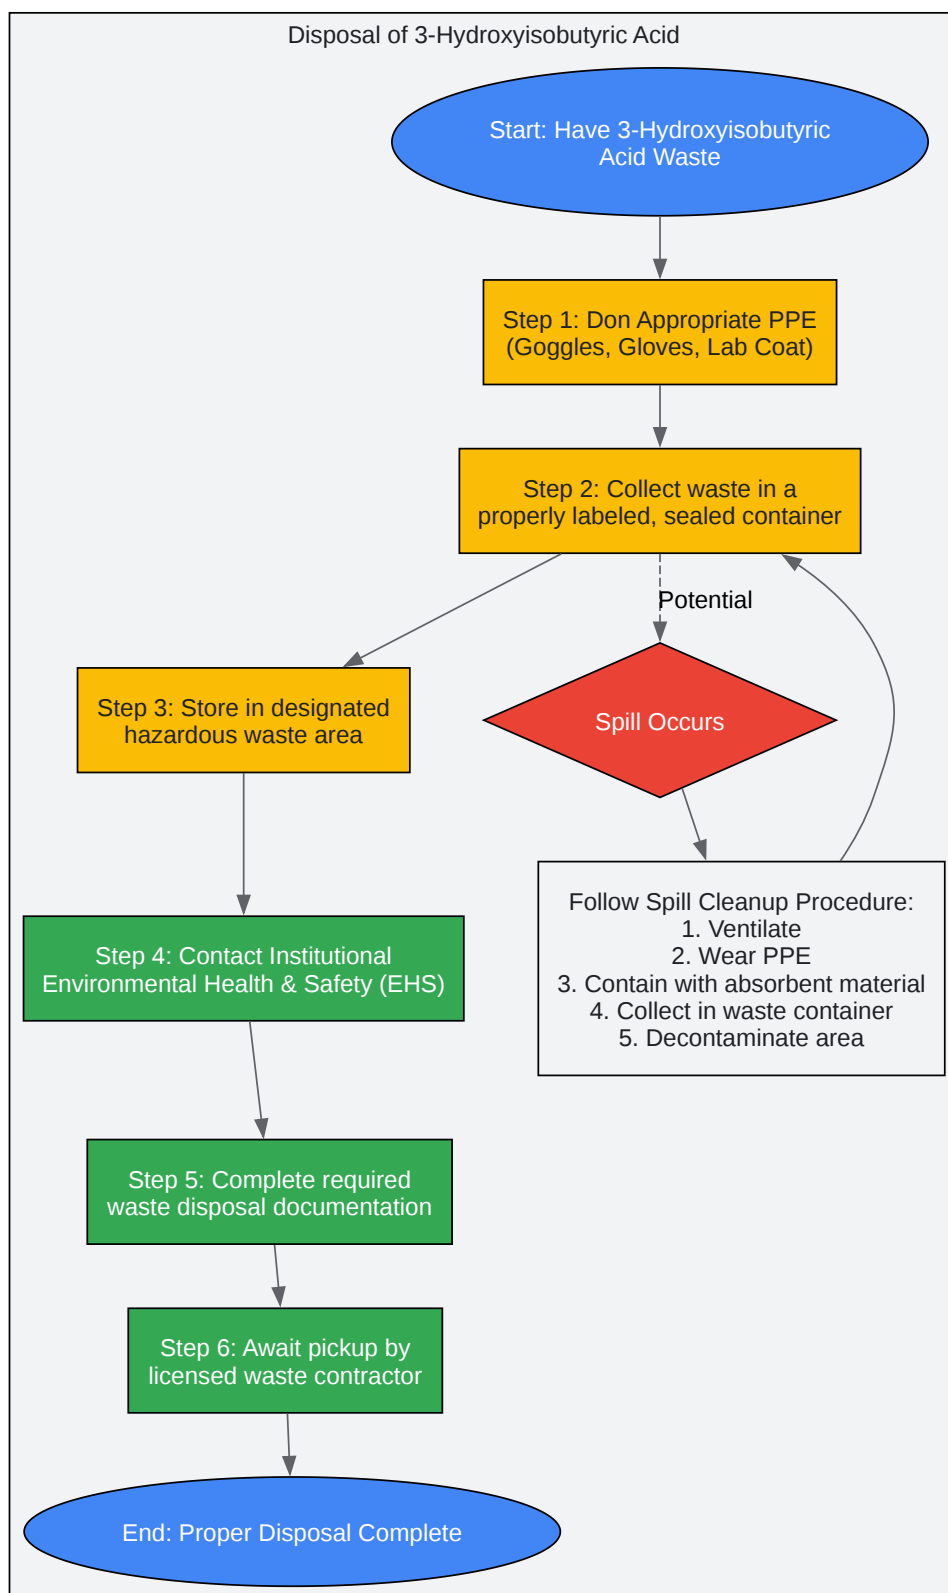 Disposal of 3-Hydroxyisobutyric Acid
Start: Have 3-Hydroxyisobutyric
Acid Waste
Step 1: Don Appropriate PPE
(Goggles, Gloves, Lab Coat)
Step 2: Collect waste in a
properly labeled, sealed container
Potential
Step 3: Store in designated
hazardous waste area
Spill Occurs
Follow Spill Cleanup Procedure:
1. Ventilate
2. Wear PPE
3. Contain with absorbent material
4. Collect in waste container
5. Decontaminate area
Step 4: Contact Institutional
Environmental Health & Safety (EHS)
Step 5: Complete required
waste disposal documentation
Step 6: Await pickup by
licensed waste contractor
End: Proper Disposal Complete